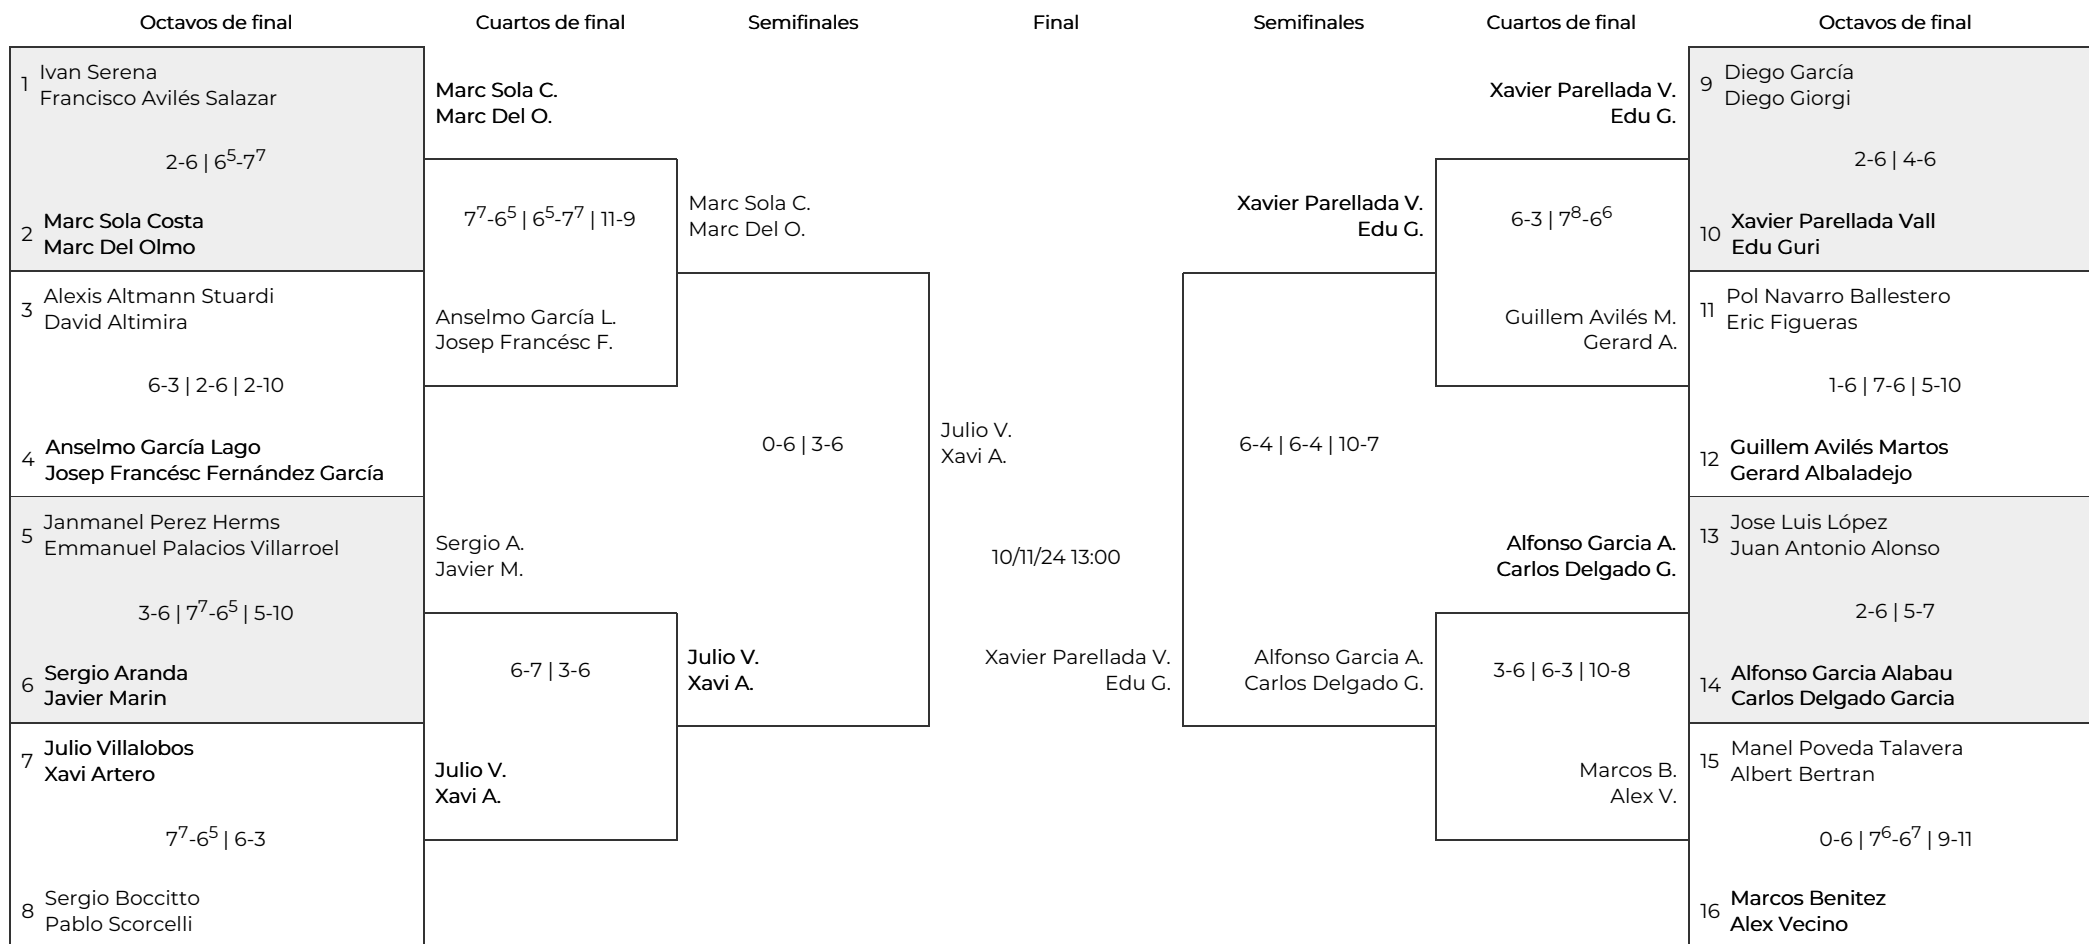 Octavos de final
Cuartos de final
Semifinales
Final
Semifinales
Cuartos de final
Octavos de final
1
Ivan Serena
Francisco Avilés Salazar
2-6 | 6⁵-7⁷
2
Marc Sola Costa
Marc Del Olmo
3
Alexis Altmann Stuardi
David Altimira
6-3 | 2-6 | 2-10
4
Anselmo García Lago
Josep Francésc Fernández García
5
Janmanel Perez Herms
Emmanuel Palacios Villarroel
3-6 | 7⁷-6⁵ | 5-10
6
Sergio Aranda
Javier Marin
7
Julio Villalobos
Xavi Artero
7⁷-6⁵ | 6-3
8
Sergio Boccitto
Pablo Scorcelli
Marc Sola C.
Marc Del O.
7⁷-6⁵ | 6⁵-7⁷ | 11-9
Anselmo García L.
Josep Francésc F.
Sergio A.
Javier M.
6-7 | 3-6
Julio V.
Xavi A.
Marc Sola C.
Marc Del O.
0-6 | 3-6
Julio V.
Xavi A.
Julio V.
Xavi A.
10/11/24 13:00
Xavier Parellada V.
Edu G.
Xavier Parellada V.
Edu G.
6-4 | 6-4 | 10-7
Alfonso Garcia A.
Carlos Delgado G.
Xavier Parellada V.
Edu G.
6-3 | 7⁸-6⁶
Guillem Avilés M.
Gerard A.
Alfonso Garcia A.
Carlos Delgado G.
3-6 | 6-3 | 10-8
Marcos B.
Alex V.
9
Diego García
Diego Giorgi
2-6 | 4-6
10
Xavier Parellada Vall
Edu Guri
11
Pol Navarro Ballestero
Eric Figueras
1-6 | 7-6 | 5-10
12
Guillem Avilés Martos
Gerard Albaladejo
13
Jose Luis López
Juan Antonio Alonso
2-6 | 5-7
14
Alfonso Garcia Alabau
Carlos Delgado Garcia
15
Manel Poveda Talavera
Albert Bertran
0-6 | 7⁶-6⁷ | 9-11
16
Marcos Benitez
Alex Vecino